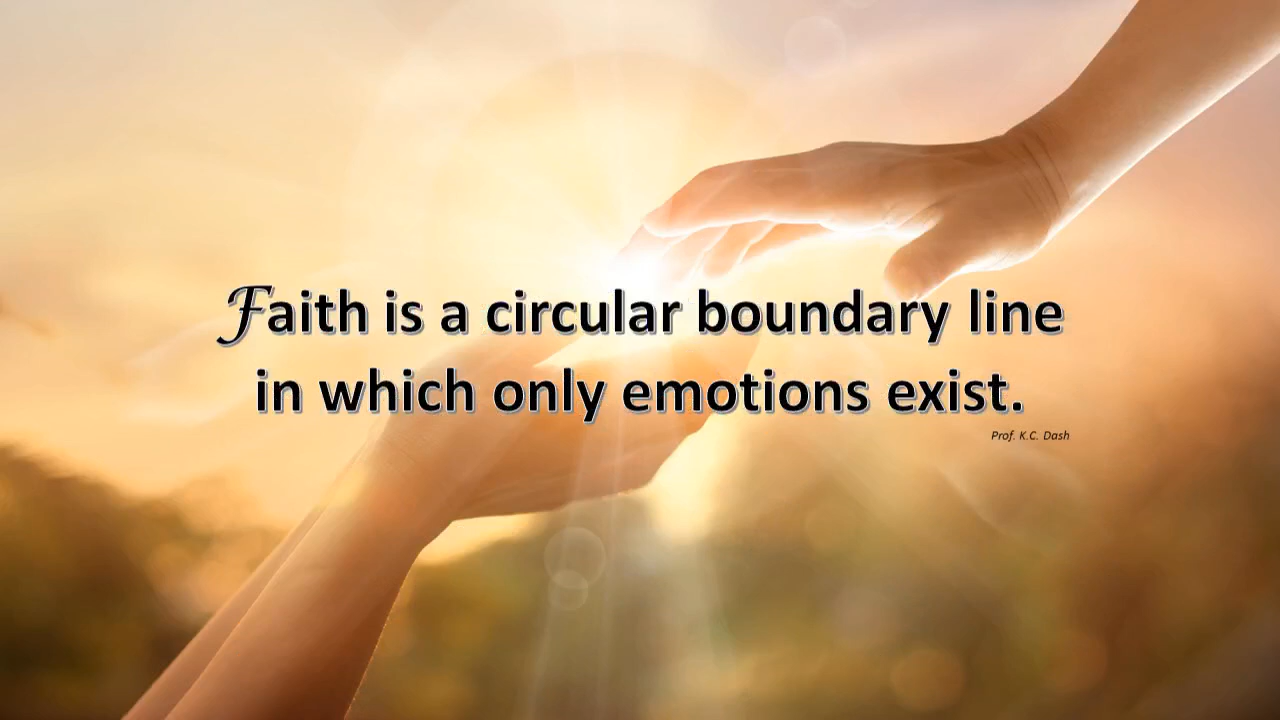 Faith is a circular boundary line
in which only emotions exist.
Prof. K.C. Dash